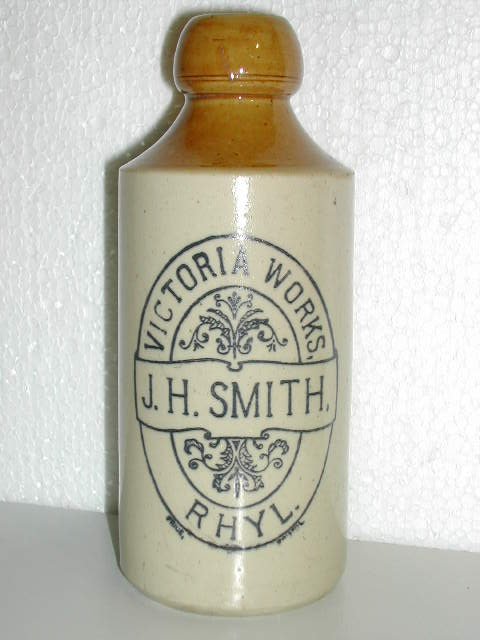 VICTORIA WORKS,
J. H. SMITH,
RHYL.